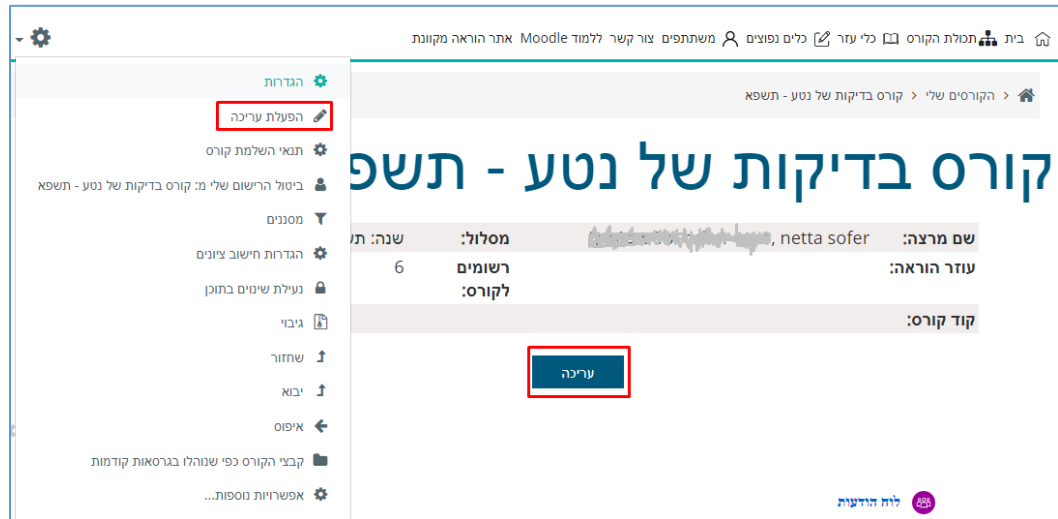 בית תכולת הקורס כלי עזר כלים נפוצים משתתפים צור קשר ללמוד Moodle אתר הוראה מקוונת
הקורסים שלי > קורס בדיקות של נטע - תשפא
קורס בדיקות של נטע - תשפ
שם מרצה: netta sofer, מסלול: שנה:
עוזר הוראה: רשומים לקורס: 6
קוד קורס:
עריכה
לוח הודעות
הגדרות
הפעלת עריכה
תנאי השלמת קורס
ביטול הרישום שלי מ: קורס בדיקות של נטע - תשפא
מסננים
הגדרות חישוב ציונים
נעילת שינוים בתוכן
גיבוי
שחזור
יבוא
איפוס
קבצי הקורס כפי שנוהלו בגרסאות קודמות
אפשרויות נוספות...